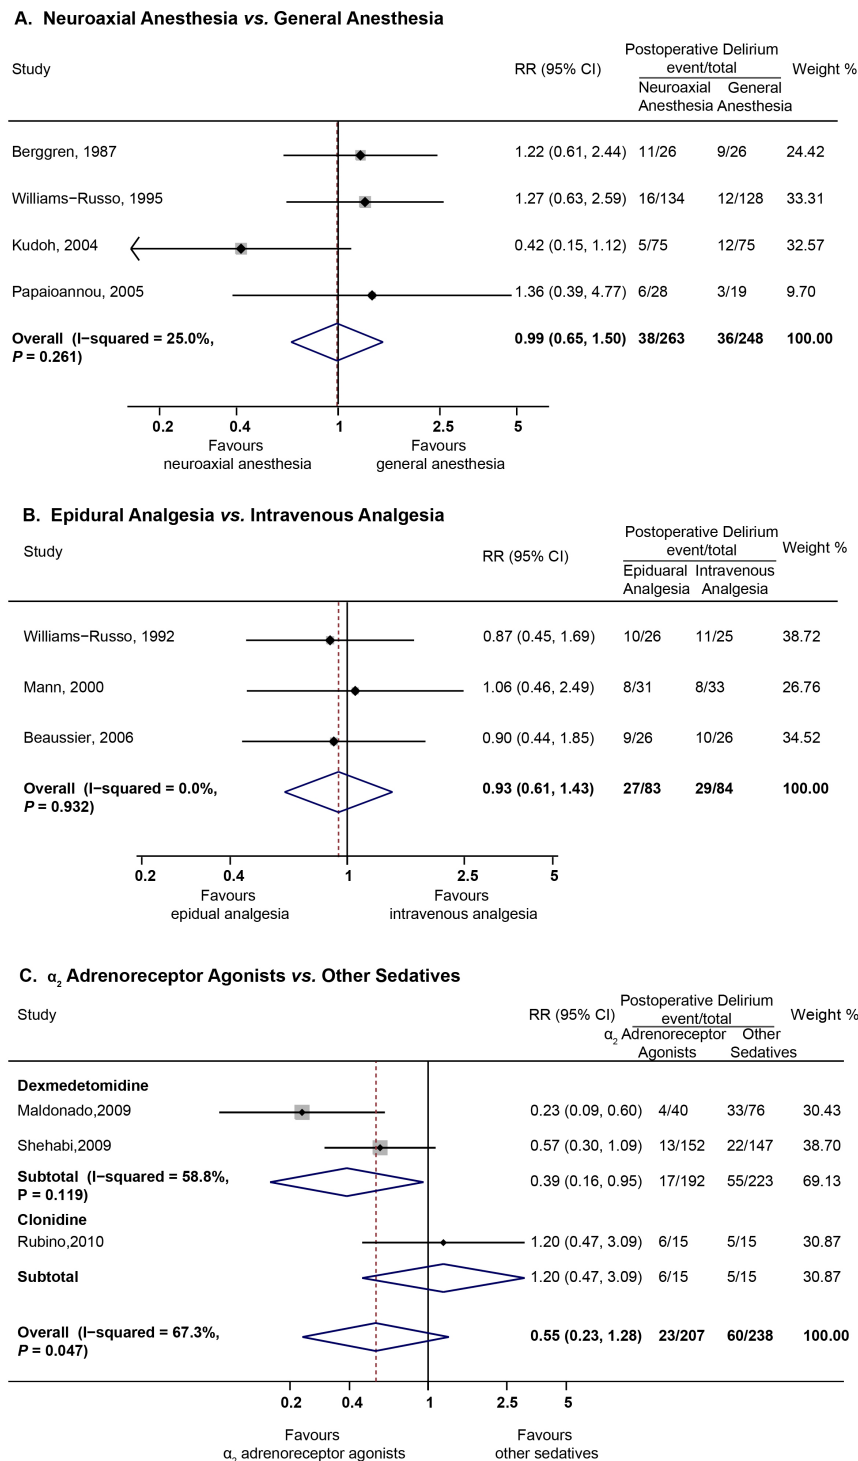 A. Neuroaxial Anesthesia vs. General Anesthesia
Postoperative Delirium
Study RR (95% CI) event/total Weight %
Neuroaxial General
Anesthesia Anesthesia
Berggren, 1987 1.22 (0.61, 2.44) 11/26 9/26 24.42
Williams−Russo, 1995 1.27 (0.63, 2.59) 16/134 12/128 33.31
Kudoh, 2004 0.42 (0.15, 1.12) 5/75 12/75 32.57
Papaioannou, 2005 1.36 (0.39, 4.77) 6/28 3/19 9.70
Overall (I−squared = 25.0%, 0.99 (0.65, 1.50) 38/263 36/248 100.00
P = 0.261)
0.2 0.4 1 2.5 5
Favours Favours
neuroaxial anesthesia general anesthesia
B. Epidural Analgesia vs. Intravenous Analgesia
Postoperative Delirium
Study RR (95% CI) event/total Weight %
Epiduaral Intravenous
Analgesia Analgesia
Williams−Russo, 1992 0.87 (0.45, 1.69) 10/26 11/25 38.72
Mann, 2000 1.06 (0.46, 2.49) 8/31 8/33 26.76
Beaussier, 2006 0.90 (0.44, 1.85) 9/26 10/26 34.52
Overall (I−squared = 0.0%, 0.93 (0.61, 1.43) 27/83 29/84 100.00
P = 0.932)
0.2 0.4 1 2.5 5
Favours Favours
epidual analgesia intravenous analgesia
C. α2 Adrenoreceptor Agonists vs. Other Sedatives
Postoperative Delirium
Study RR (95% CI) event/total Weight %
α2 Adrenoreceptor Other
Agonists Sedatives
Dexmedetomidine
Maldonado,2009 0.23 (0.09, 0.60) 4/40 33/76 30.43
Shehabi,2009 0.57 (0.30, 1.09) 13/152 22/147 38.70
Subtotal (I−squared = 58.8%, 0.39 (0.16, 0.95) 17/192 55/223 69.13
P = 0.119)
Clonidine
Rubino,2010 1.20 (0.47, 3.09) 6/15 5/15 30.87
Subtotal 1.20 (0.47, 3.09) 6/15 5/15 30.87
Overall (I−squared = 67.3%, 0.55 (0.23, 1.28) 23/207 60/238 100.00
P = 0.047)
0.2 0.4 1 2.5 5
Favours Favours
α2 adrenoreceptor agonists other sedatives